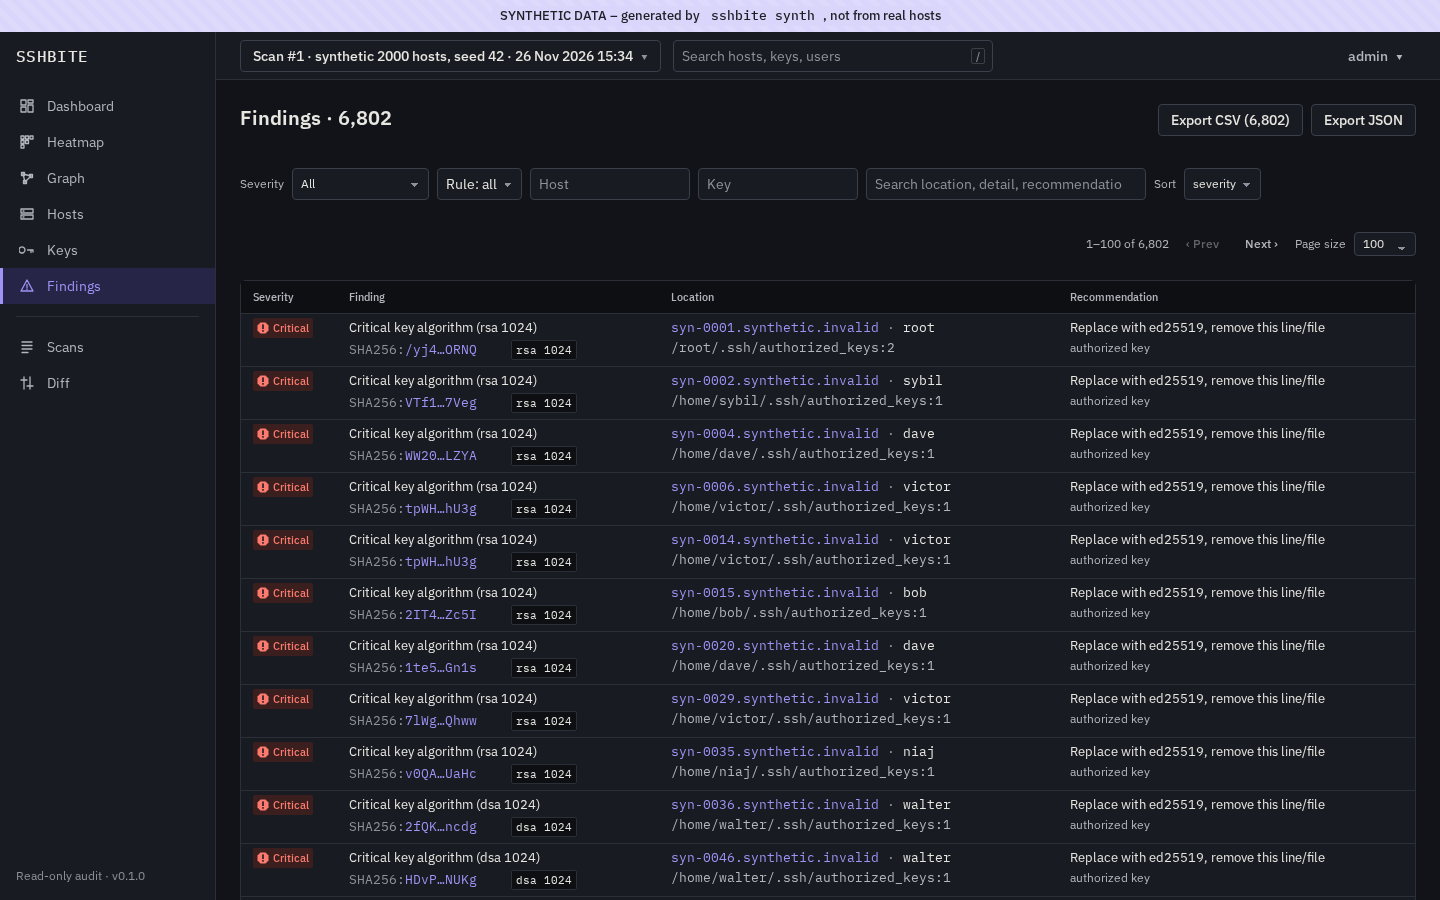 SYNTHETIC DATA – generated by sshbite synth , not from real hosts
SSHBITE
Scan #1 · synthetic 2000 hosts, seed 42 · 26 Nov 2026 15:34
Search hosts, keys, users
/
admin
Dashboard
Heatmap
Graph
Hosts
Keys
Findings
Scans
Diff
Read-only audit · v0.1.0
Findings · 6,802
Export CSV (6,802)
Export JSON
Severity
All
Rule: all
Host
Key
Search location, detail, recommendatio
Sort
severity
1–100 of 6,802
‹ Prev
Next ›
Page size
100
Severity Finding Location Recommendation
Critical Critical key algorithm (rsa 1024) syn-0001.synthetic.invalid · root Replace with ed25519, remove this line/file
SHA256:/yj4…ORNQ rsa 1024 /root/.ssh/authorized_keys:2 authorized key
Critical Critical key algorithm (rsa 1024) syn-0002.synthetic.invalid · sybil Replace with ed25519, remove this line/file
SHA256:VTf1…7Veg rsa 1024 /home/sybil/.ssh/authorized_keys:1 authorized key
Critical Critical key algorithm (rsa 1024) syn-0004.synthetic.invalid · dave Replace with ed25519, remove this line/file
SHA256:WW20…LZYA rsa 1024 /home/dave/.ssh/authorized_keys:1 authorized key
Critical Critical key algorithm (rsa 1024) syn-0006.synthetic.invalid · victor Replace with ed25519, remove this line/file
SHA256:tpWH…hU3g rsa 1024 /home/victor/.ssh/authorized_keys:1 authorized key
Critical Critical key algorithm (rsa 1024) syn-0014.synthetic.invalid · victor Replace with ed25519, remove this line/file
SHA256:tpWH…hU3g rsa 1024 /home/victor/.ssh/authorized_keys:1 authorized key
Critical Critical key algorithm (rsa 1024) syn-0015.synthetic.invalid · bob Replace with ed25519, remove this line/file
SHA256:2IT4…Zc5I rsa 1024 /home/bob/.ssh/authorized_keys:1 authorized key
Critical Critical key algorithm (rsa 1024) syn-0020.synthetic.invalid · dave Replace with ed25519, remove this line/file
SHA256:1te5…Gn1s rsa 1024 /home/dave/.ssh/authorized_keys:1 authorized key
Critical Critical key algorithm (rsa 1024) syn-0029.synthetic.invalid · victor Replace with ed25519, remove this line/file
SHA256:7lWg…Qhww rsa 1024 /home/victor/.ssh/authorized_keys:1 authorized key
Critical Critical key algorithm (rsa 1024) syn-0035.synthetic.invalid · niaj Replace with ed25519, remove this line/file
SHA256:v0QA…UaHc rsa 1024 /home/niaj/.ssh/authorized_keys:1 authorized key
Critical Critical key algorithm (dsa 1024) syn-0036.synthetic.invalid · walter Replace with ed25519, remove this line/file
SHA256:2fQK…ncdg dsa 1024 /home/walter/.ssh/authorized_keys:1 authorized key
Critical Critical key algorithm (dsa 1024) syn-0046.synthetic.invalid · walter Replace with ed25519, remove this line/file
SHA256:HDvP…NUKg dsa 1024 /home/walter/.ssh/authorized_keys:1 authorized key